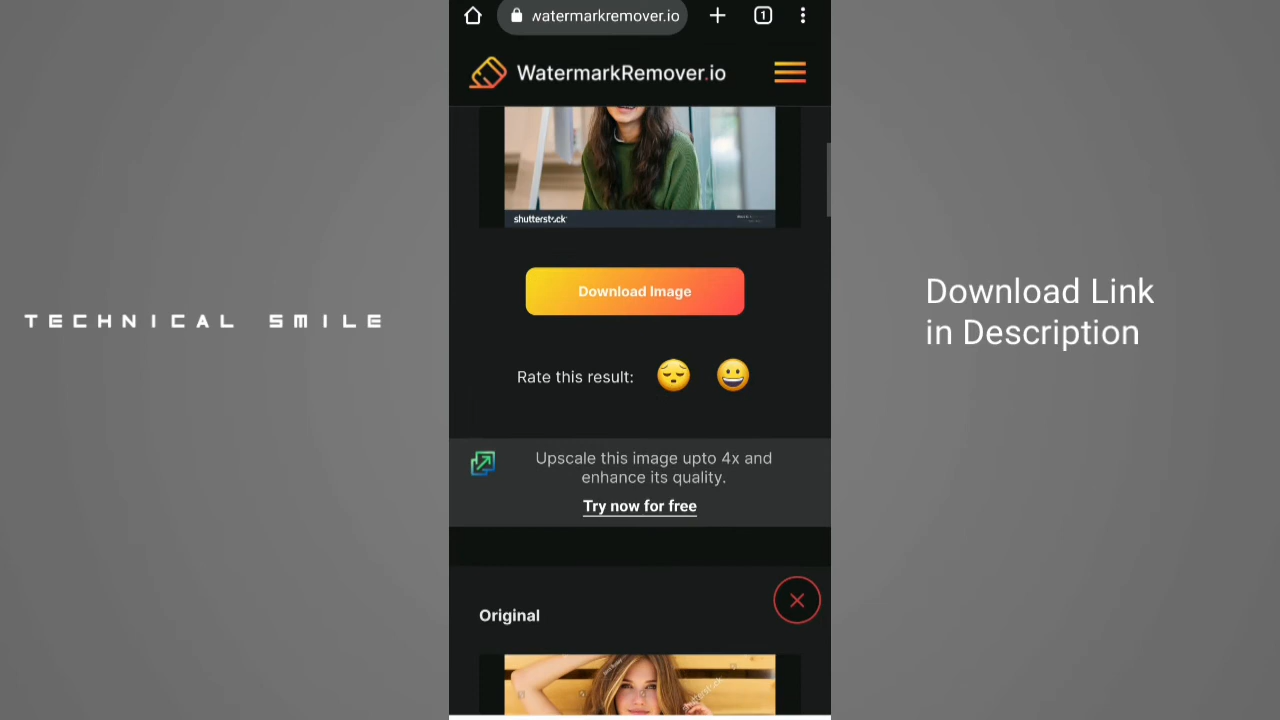 watermarkremover.io
1
WatermarkRemover.io
shutterstock
Download Image
TECHNICAL SMILE
Download Link
in Description
Rate this result:
Upscale this image upto 4x and
enhance its quality.
Try now for free
Original